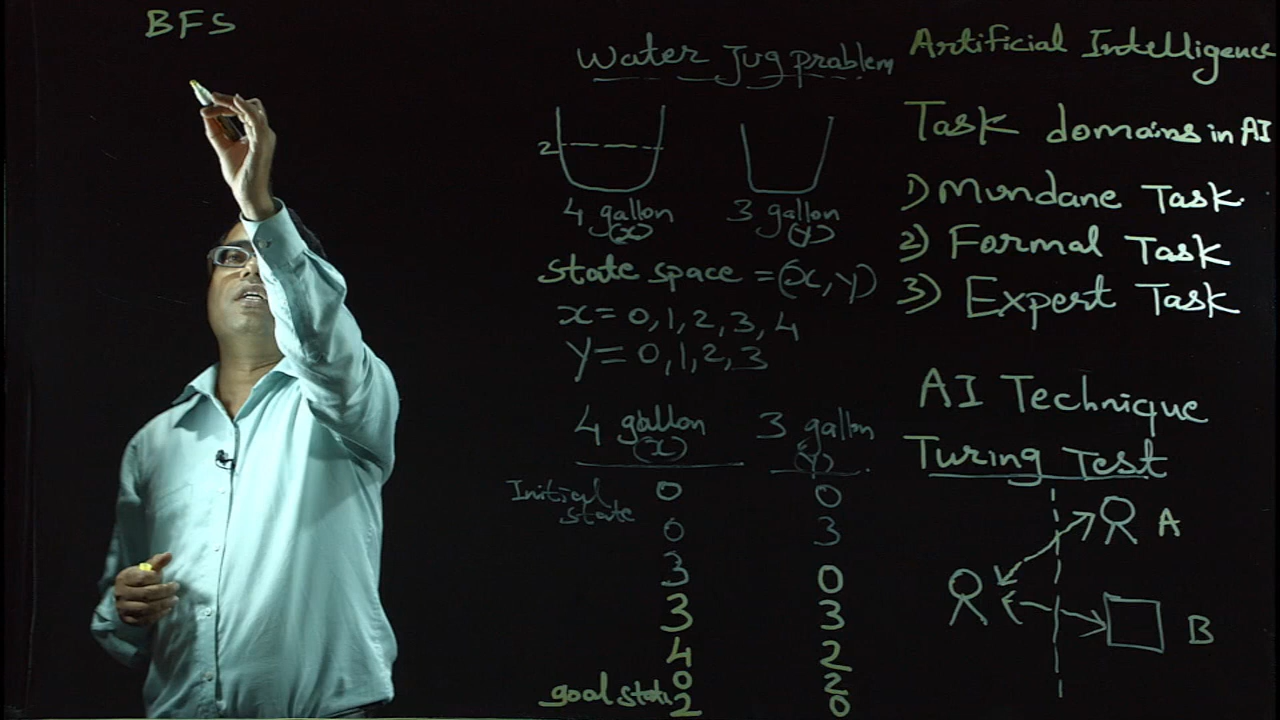 BFS
Water Jug problem
2
4 gallon 3 gallon
(x) (y)
State space = (x, y)
x = 0, 1, 2, 3, 4
y = 0, 1, 2, 3
4 gallon 3 gallon
(x) (y)
Initial state 0 0
0 3
3 0
3 3
4 2
0 2
goal state 2 0
Artificial Intelligence
Task domains in AI
1) Mundane Task
2) Formal Task
3) Expert Task
AI Technique
Turing Test
A
B